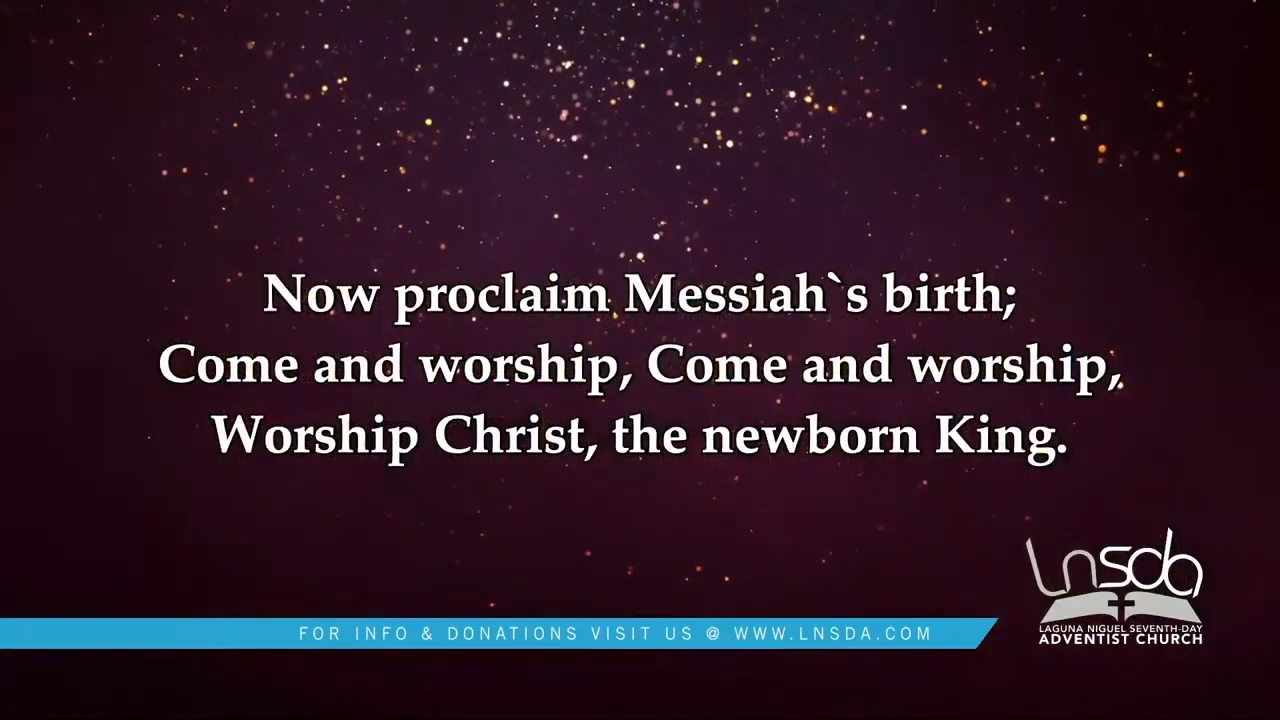 Now proclaim Messiah`s birth;
Come and worship, Come and worship,
Worship Christ, the newborn King.
Lnsda
LAGUNA NIGUEL SEVENTH-DAY
ADVENTIST CHURCH
FOR INFO & DONATIONS VISIT US @ WWW.LNSDA.COM